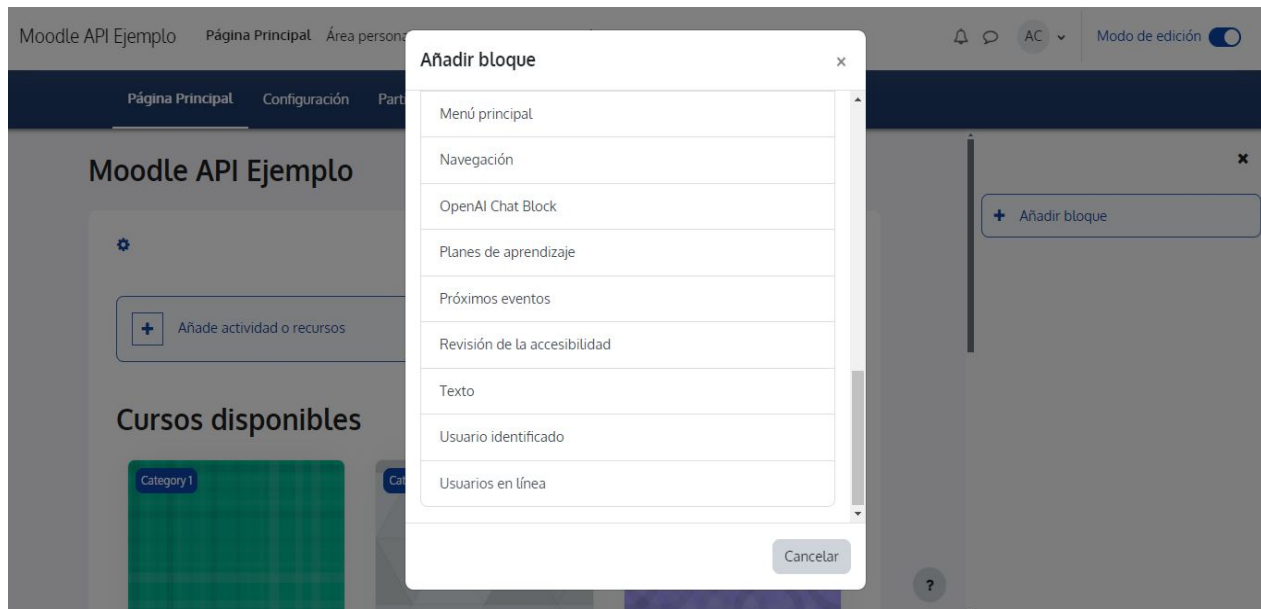 Moodle API Ejemplo Página Principal Área persona AC Modo de edición
Página Principal Configuración Parti
Moodle API Ejemplo
Añade actividad o recursos
Cursos disponibles
Category 1
Cat
Añadir bloque ×
Menú principal
Navegación
OpenAI Chat Block
Planes de aprendizaje
Próximos eventos
Revisión de la accesibilidad
Texto
Usuario identificado
Usuarios en línea
Cancelar
Añadir bloque
?